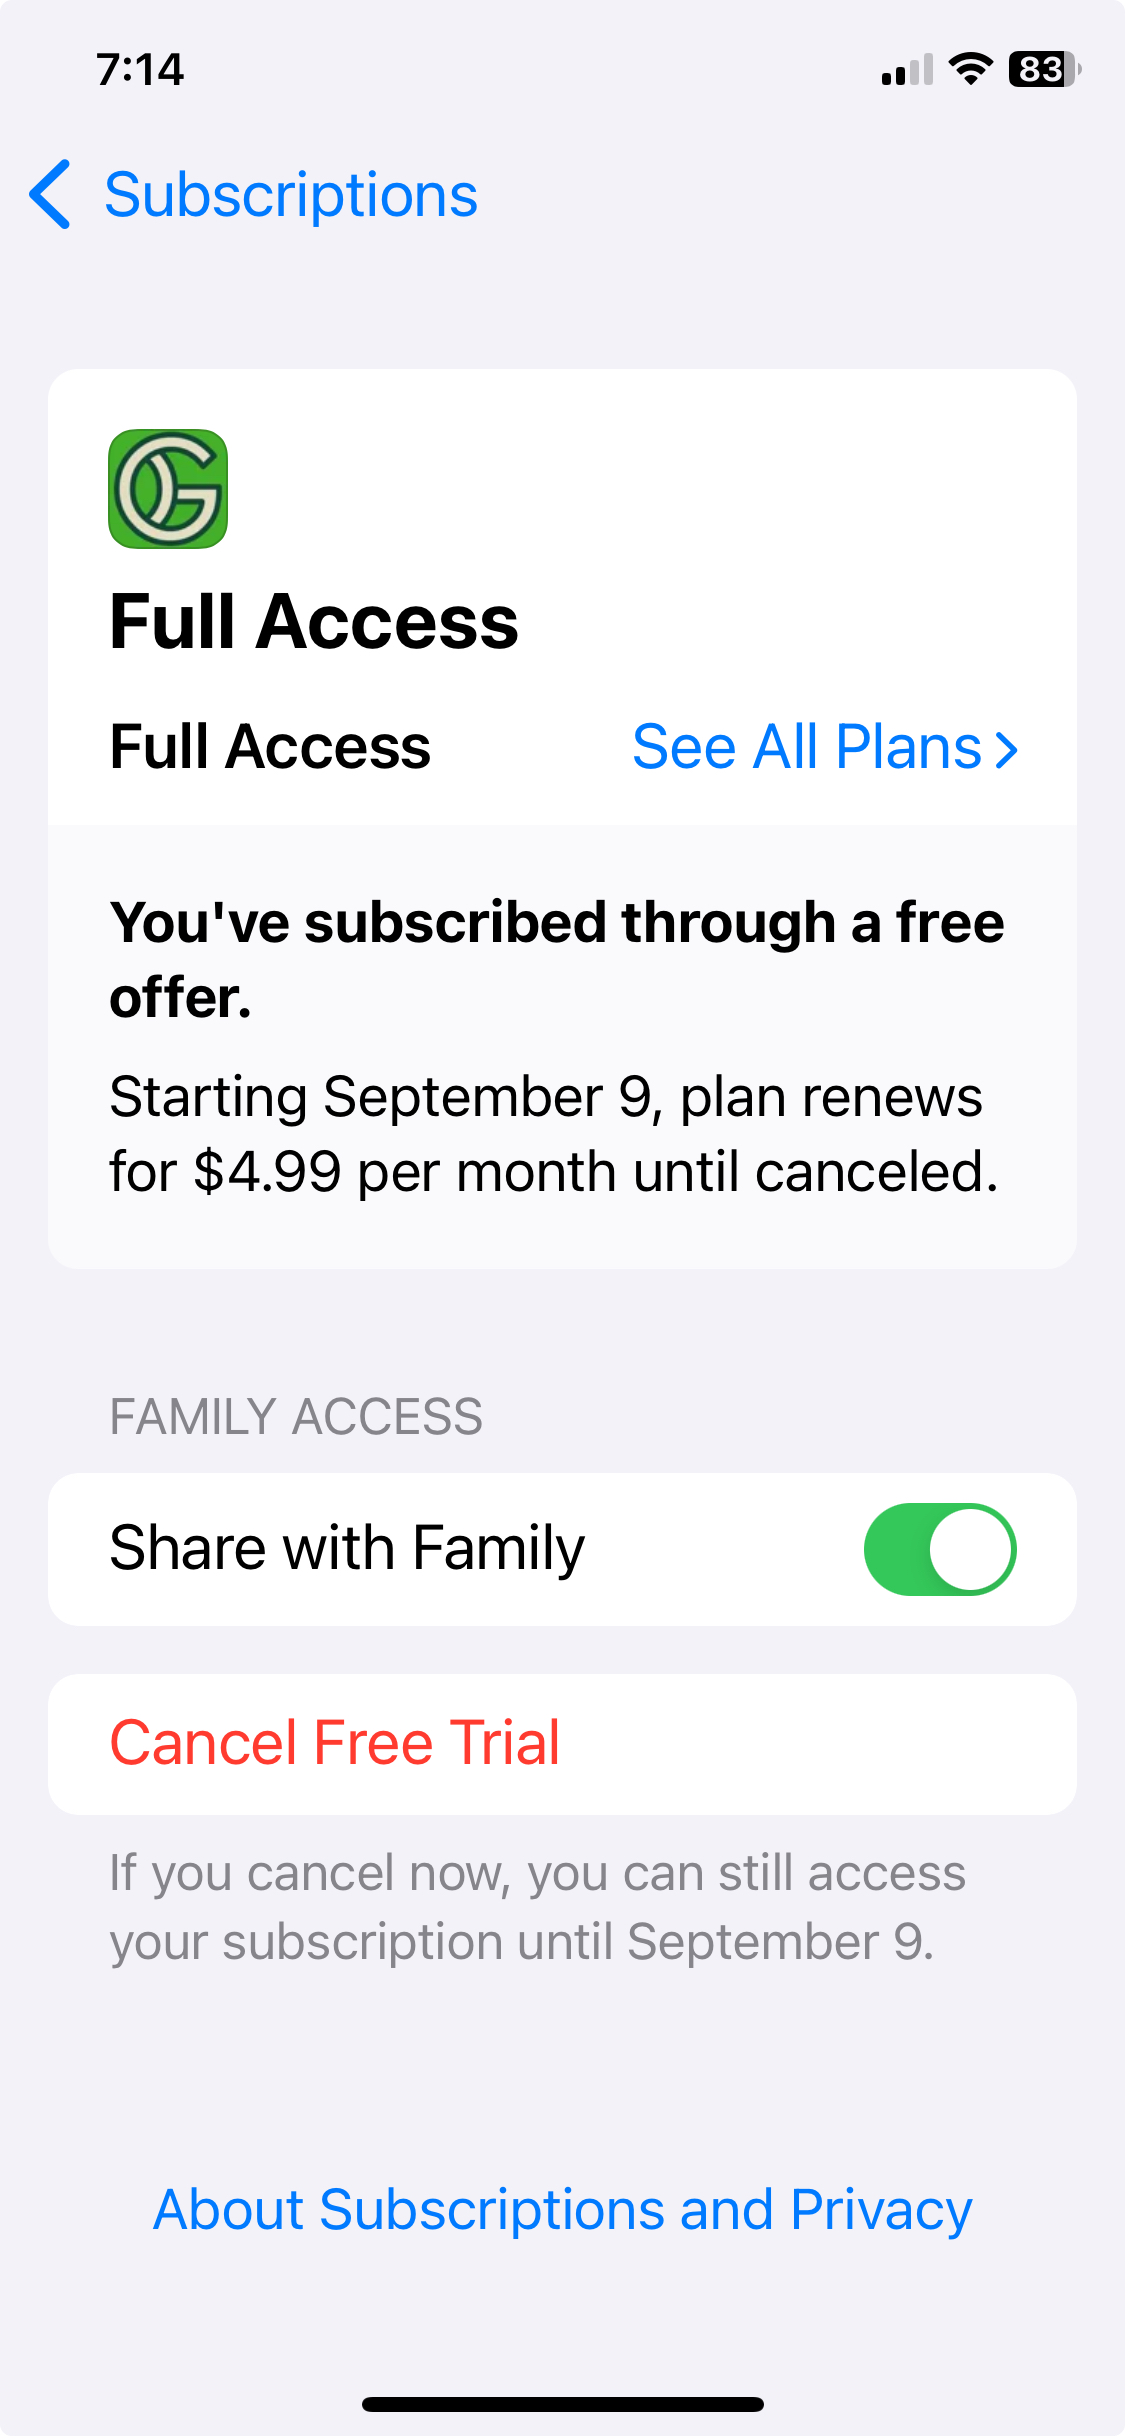 7:14
83
Subscriptions
Full Access
Full Access See All Plans
You've subscribed through a free
offer.
Starting September 9, plan renews
for $4.99 per month until canceled.
FAMILY ACCESS
Share with Family
Cancel Free Trial
If you cancel now, you can still access
your subscription until September 9.
About Subscriptions and Privacy